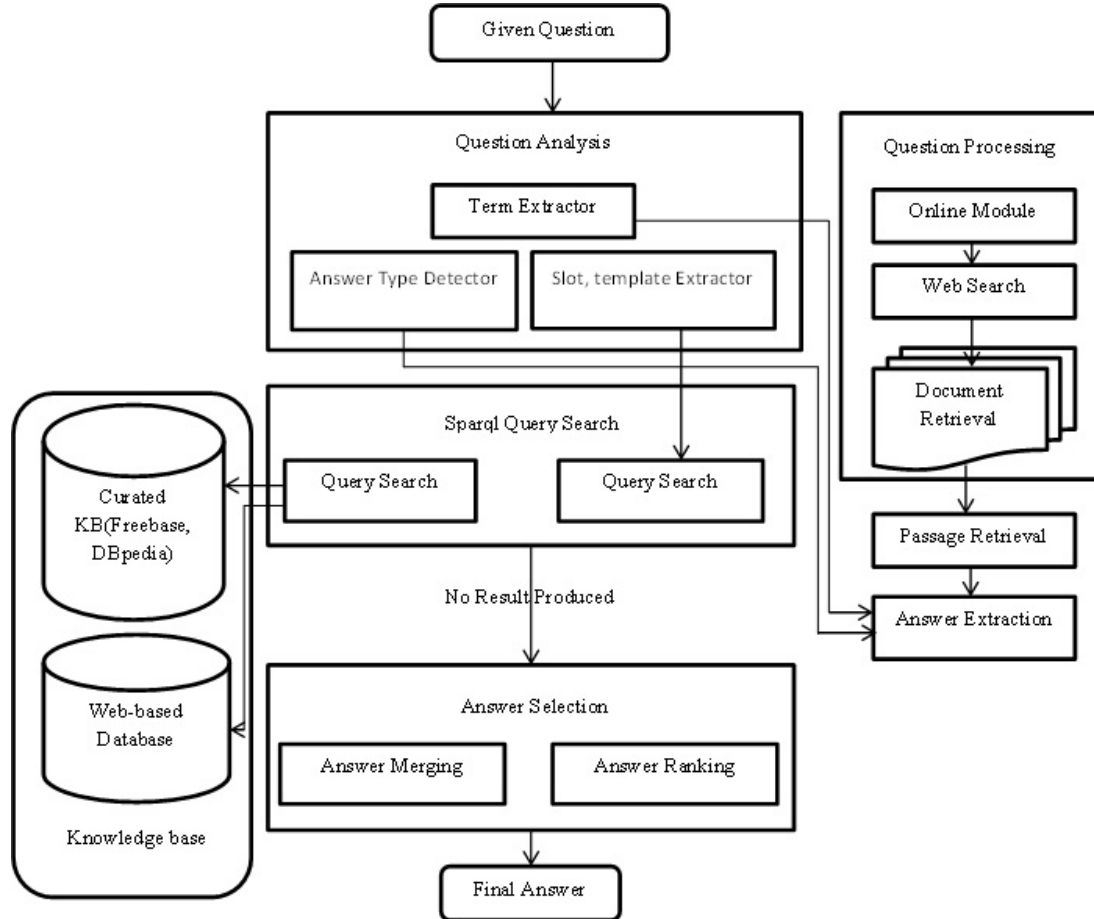 Given Question
Question Analysis
Term Extractor
Answer Type Detector
Slot, template Extractor
Question Processing
Online Module
Web Search
Document
Retrieval
Passage Retrieval
Answer Extraction
Sparql Query Search
Query Search
Query Search
Curated
KB(Freebase,
DBpedia)
Web-based
Database
Knowledge base
No Result Produced
Answer Selection
Answer Merging
Answer Ranking
Final Answer